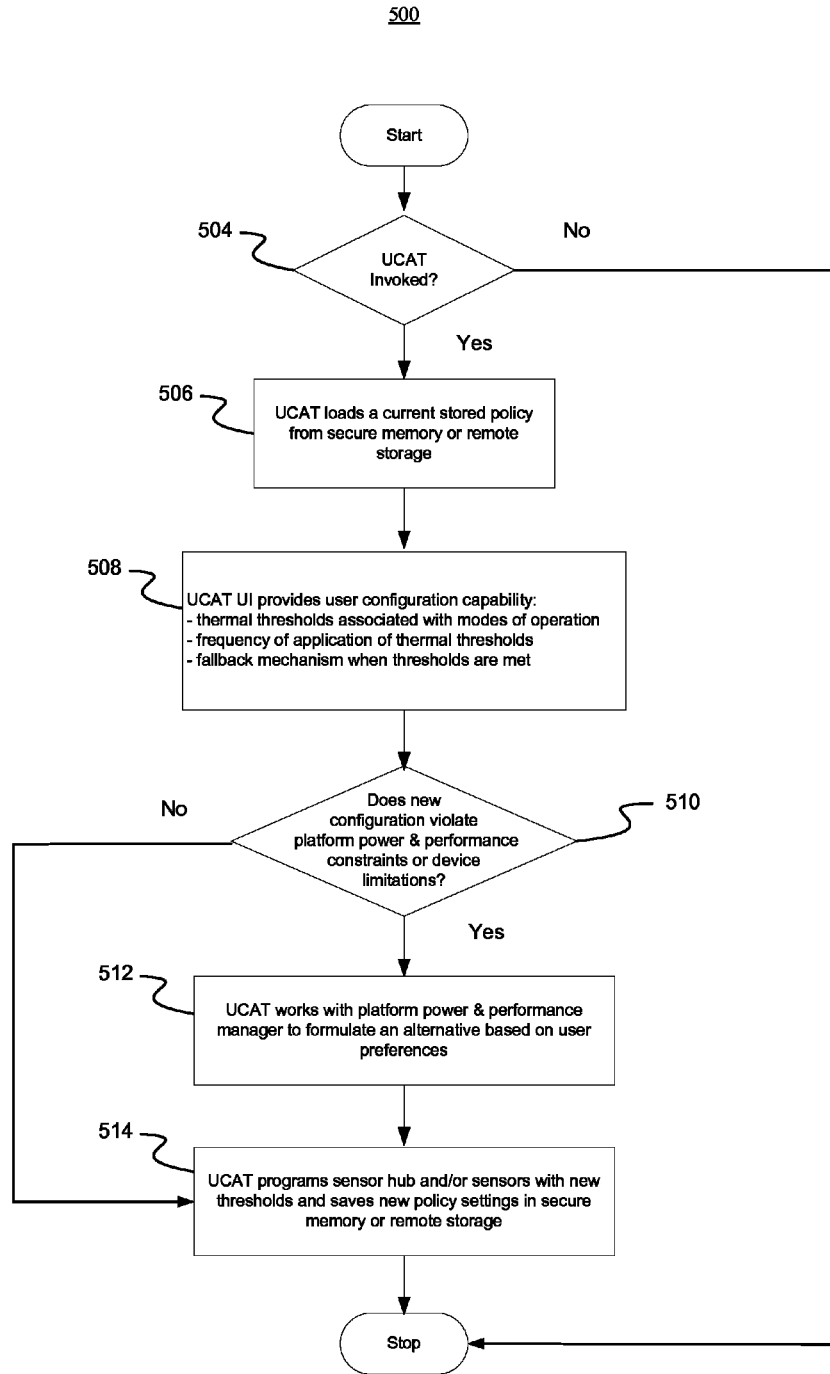 500
Start
504
UCAT
Invoked?
No
Yes
506
UCAT loads a current stored policy
from secure memory or remote
storage
508
UCAT UI provides user configuration capability:
- thermal thresholds associated with modes of operation
- frequency of application of thermal thresholds
- fallback mechanism when thresholds are met
No
Does new
configuration violate
platform power & performance
constraints or device
limitations?
510
Yes
512
UCAT works with platform power & performance
manager to formulate an alternative based on user
preferences
514
UCAT programs sensor hub and/or sensors with new
thresholds and saves new policy settings in secure
memory or remote storage
Stop